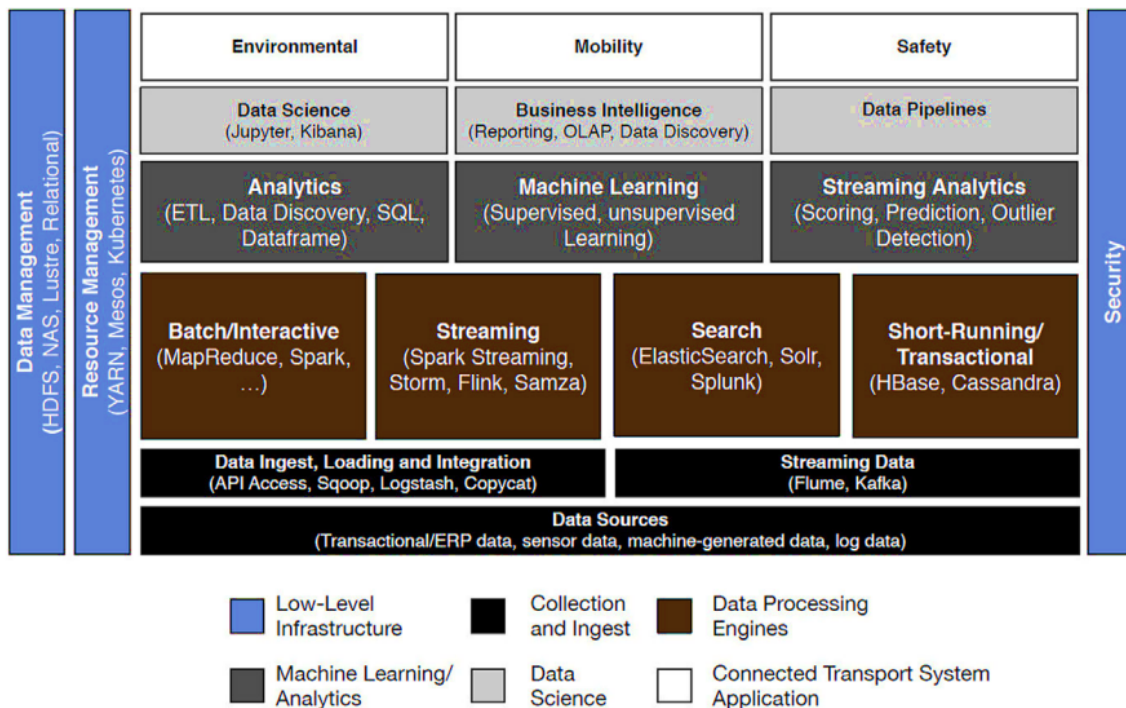 Data Management
(HDFS, NAS, Lustre, Relational)
Resource Management
(YARN, Mesos, Kubernetes)
Environmental
Mobility
Safety
Data Science
(Jupyter, Kibana)
Business Intelligence
(Reporting, OLAP, Data Discovery)
Data Pipelines
Analytics
(ETL, Data Discovery, SQL,
Dataframe)
Machine Learning
(Supervised, unsupervised
Learning)
Streaming Analytics
(Scoring, Prediction, Outlier
Detection)
Batch/Interactive
(MapReduce, Spark,
…)
Streaming
(Spark Streaming,
Storm, Flink, Samza)
Search
(ElasticSearch, Solr,
Splunk)
Short-Running/
Transactional
(HBase, Cassandra)
Data Ingest, Loading and Integration
(API Access, Sqoop, Logstash, Copycat)
Streaming Data
(Flume, Kafka)
Data Sources
(Transactional/ERP data, sensor data, machine-generated data, log data)
Security
Low-Level
Infrastructure
Collection
and Ingest
Data Processing
Engines
Machine Learning/
Analytics
Data
Science
Connected Transport System
Application